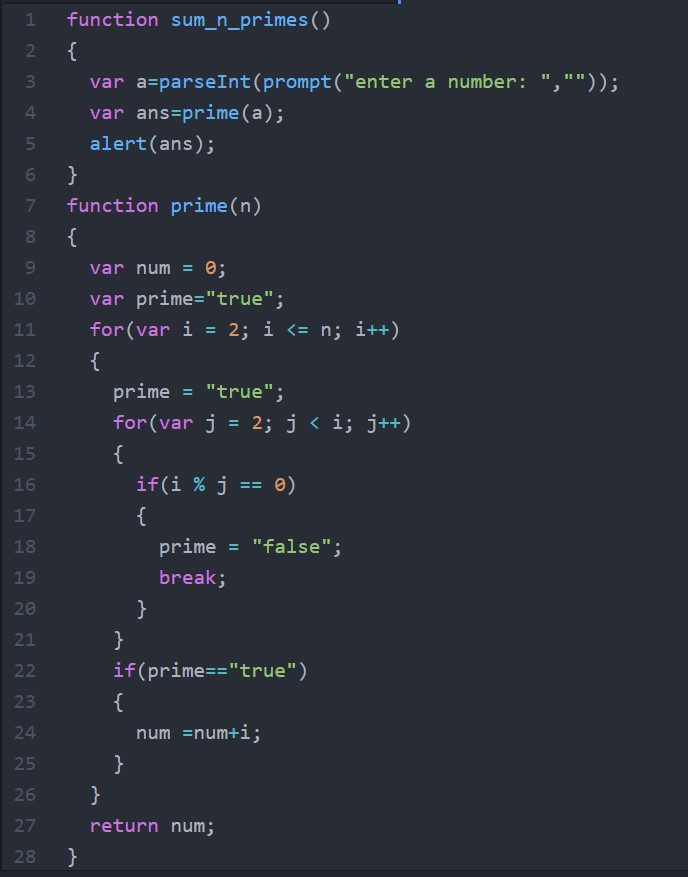 1 function sum_n_primes()
2 {
3   var a=parseInt(prompt("enter a number: ",""));
4   var ans=prime(a);
5   alert(ans);
6 }
7 function prime(n)
8 {
9   var num = 0;
10   var prime="true";
11   for(var i = 2; i <= n; i++)
12   {
13     prime = "true";
14     for(var j = 2; j < i; j++)
15     {
16       if(i % j == 0)
17       {
18         prime = "false";
19         break;
20       }
21     }
22     if(prime=="true")
23     {
24       num =num+i;
25     }
26   }
27   return num;
28 }